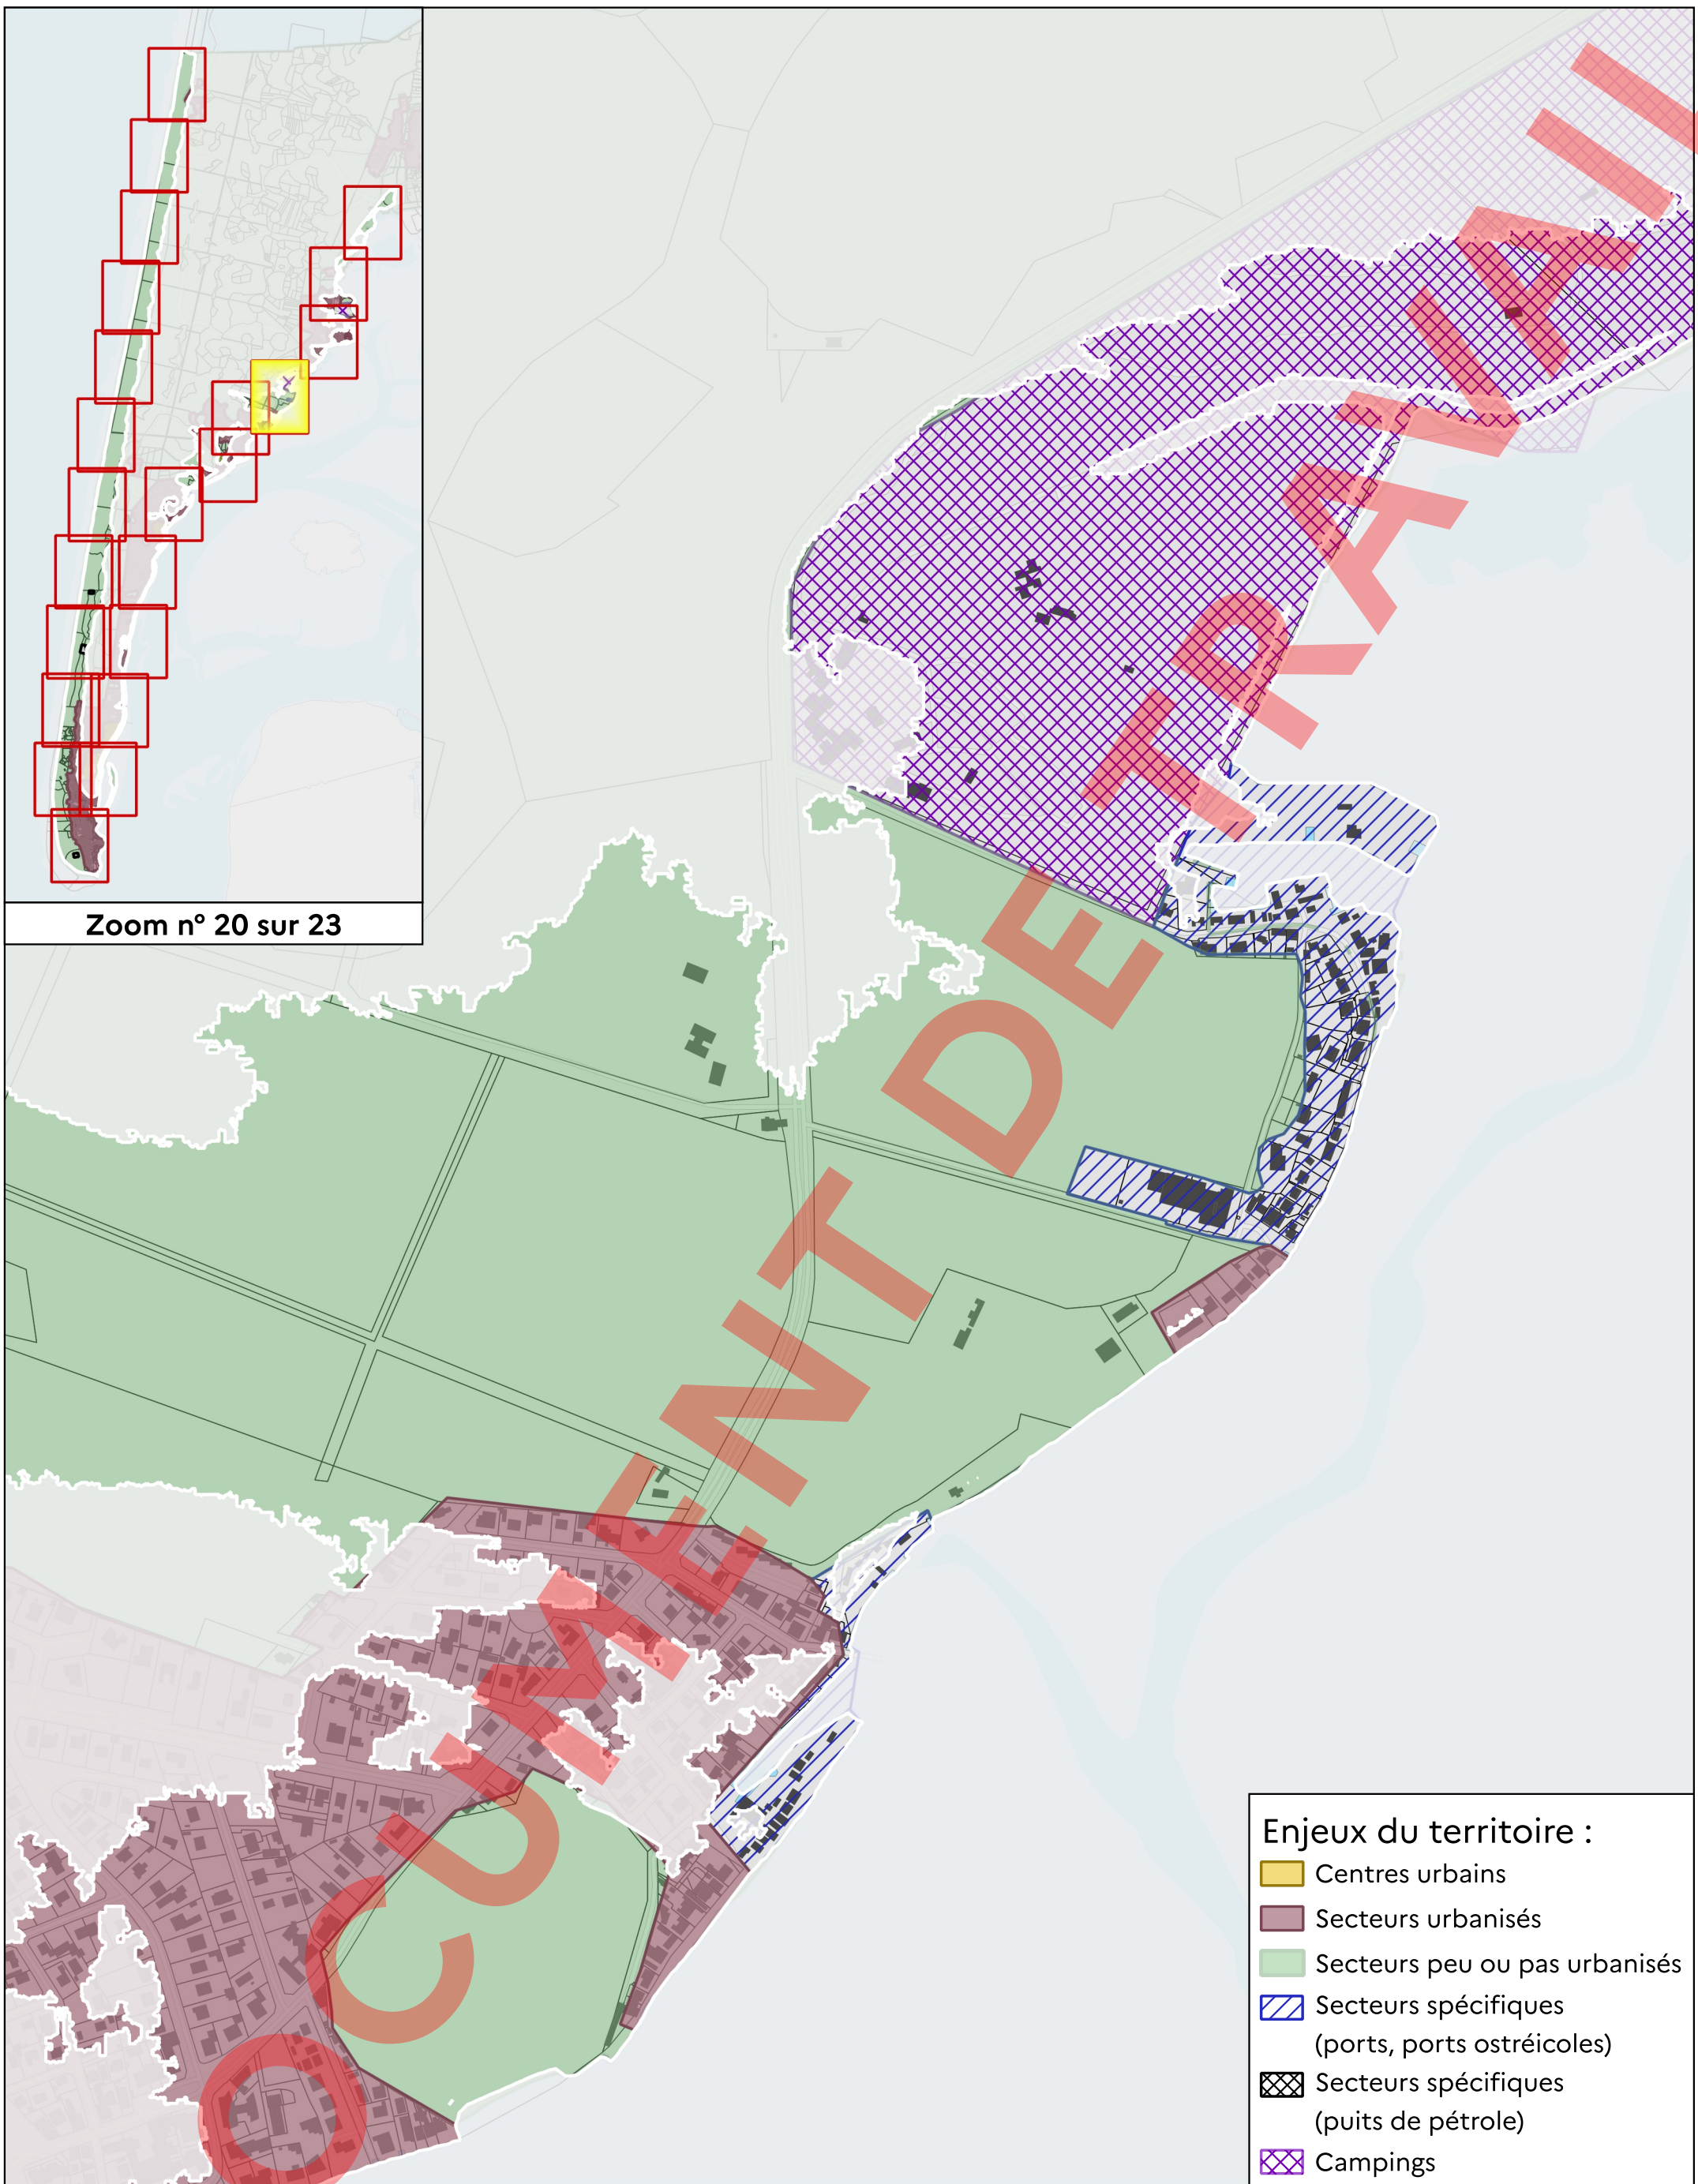 Zoom n° 20 sur 23
OCUMENT DE TRAVAIL
Enjeux du territoire :
Centres urbains
Secteurs urbanisés
Secteurs peu ou pas urbanisés
Secteurs spécifiques
(ports, ports ostréicoles)
Secteurs spécifiques
(puits de pétrole)
Campings